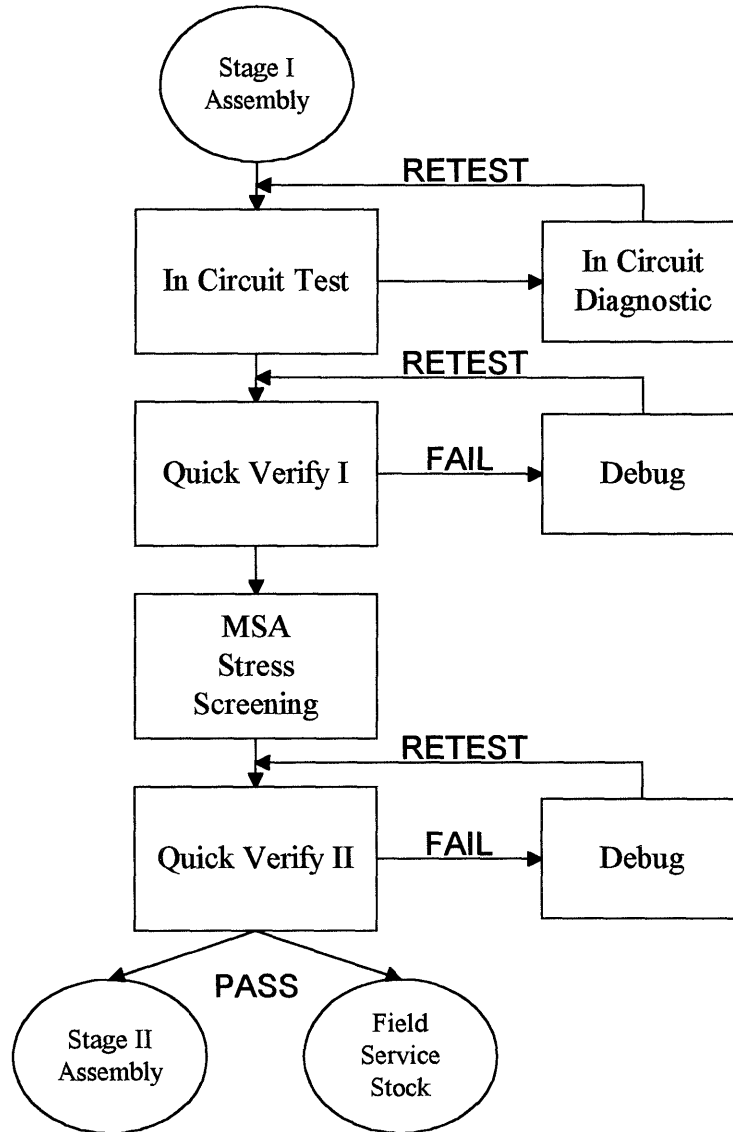 Stage I
Assembly
RETEST
In Circuit Test
In Circuit
Diagnostic
RETEST
Quick Verify I
FAIL
Debug
MSA
Stress
Screening
RETEST
Quick Verify II
FAIL
Debug
PASS
Stage II
Assembly
Field
Service
Stock